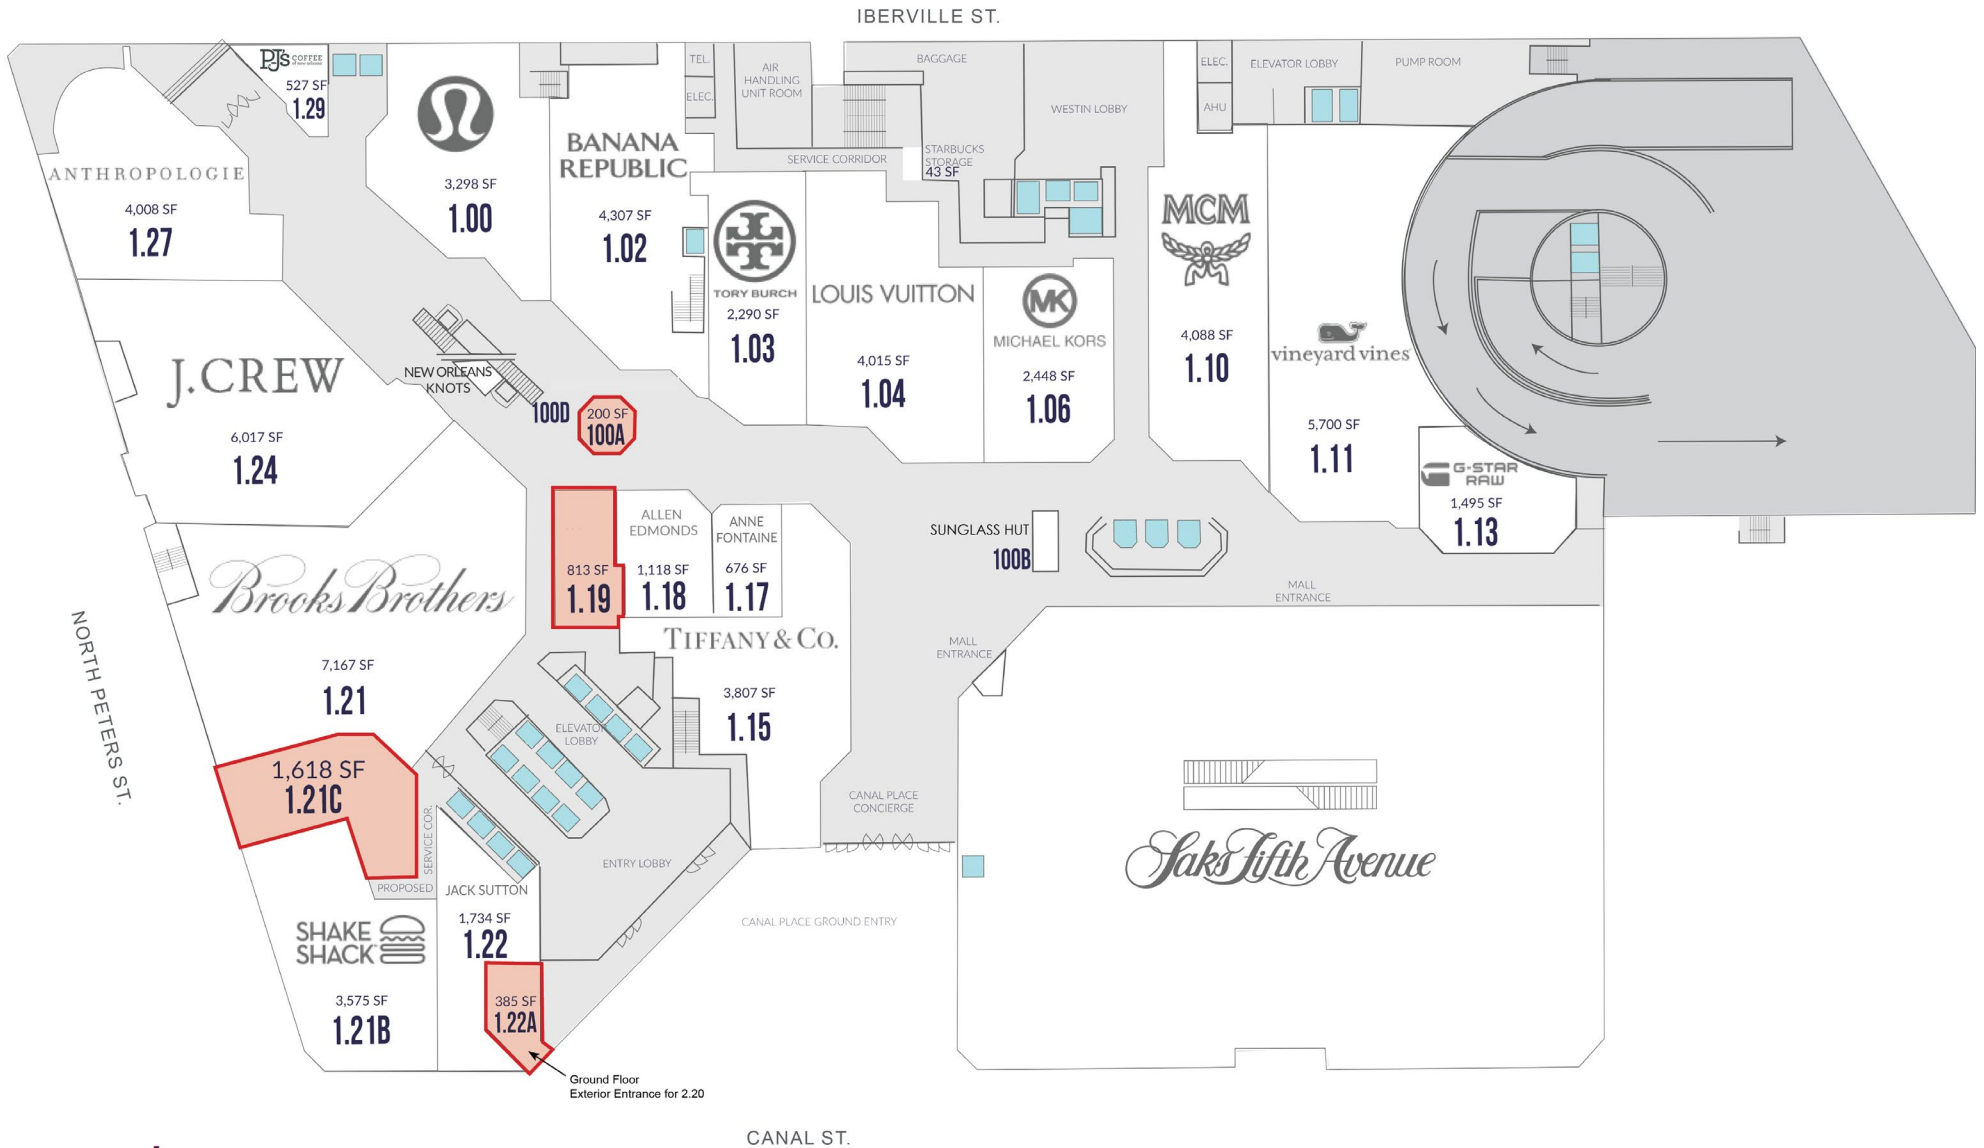 IBERVILLE ST.
PJ's COFFEE
of new orleans
527 SF
1.29
TEL.
ELEC.
AIR
HANDLING
UNIT ROOM
BAGGAGE
WESTIN LOBBY
ELEC.
AHU
ELEVATOR LOBBY
PUMP ROOM
SERVICE CORRIDOR
STARBUCKS
STORAGE
43 SF
ANTHROPOLOGIE
4,008 SF
1.27
3,298 SF
1.00
BANANA
REPUBLIC
4,307 SF
1.02
TORY BURCH
2,290 SF
1.03
LOUIS VUITTON
4,015 SF
1.04
MK
MICHAEL KORS
2,448 SF
1.06
MCM
4,088 SF
1.10
vineyard vines
5,700 SF
1.11
G-STAR
RAW
1,495 SF
1.13
J.CREW
6,017 SF
1.24
NEW ORLEANS
KNOTS
100D
200 SF
100A
813 SF
1.19
ALLEN
EDMONDS
1,118 SF
1.18
ANNE
FONTAINE
676 SF
1.17
SUNGLASS HUT
100B
MALL
ENTRANCE
MALL
ENTRANCE
Brooks Brothers
7,167 SF
1.21
TIFFANY & CO.
3,807 SF
1.15
NORTH PETERS ST.
ELEVATOR
LOBBY
1,618 SF
1.21C
SERVICE COR.
PROPOSED
CANAL PLACE
CONCIERGE
ENTRY LOBBY
Saks Fifth Avenue
JACK SUTTON
1,734 SF
1.22
CANAL PLACE GROUND ENTRY
SHAKE
SHACK
3,575 SF
1.21B
385 SF
1.22A
Ground Floor
Exterior Entrance for 2.20
CANAL ST.